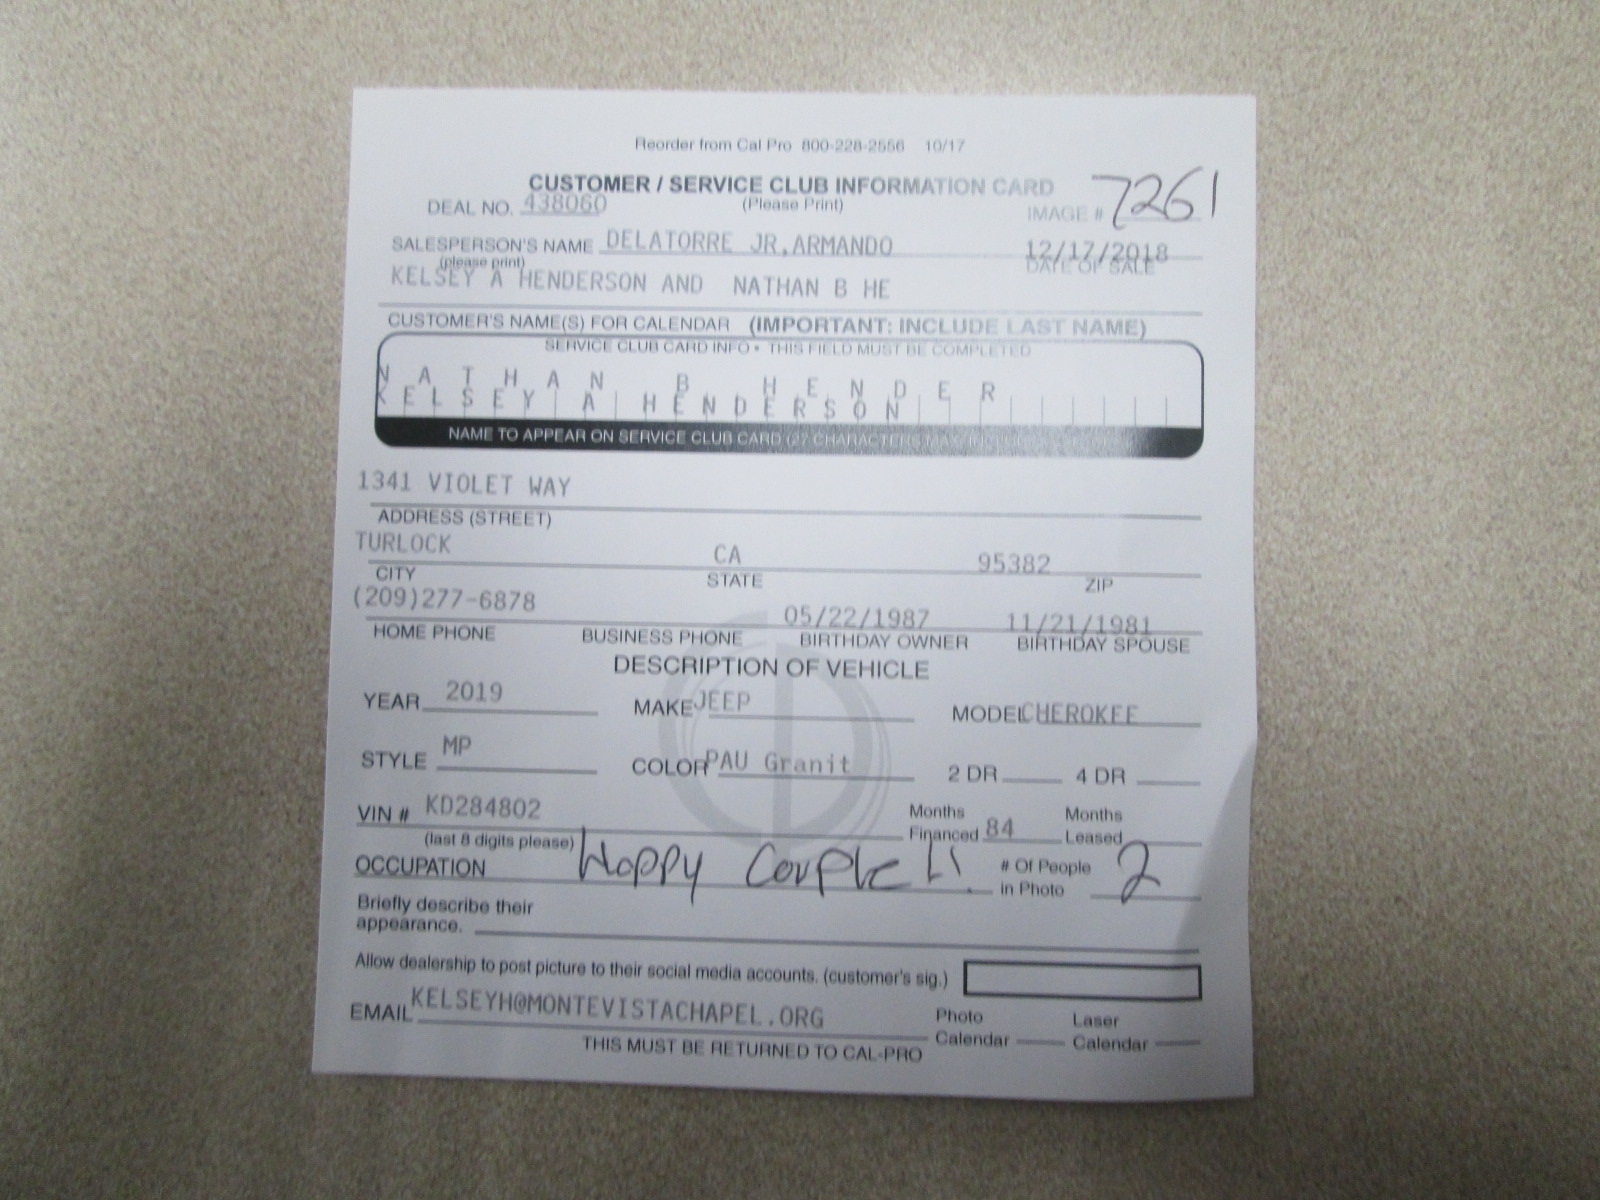 Reorder from Cal Pro 800-228-2556 10/17
CUSTOMER / SERVICE CLUB INFORMATION CARD
DEAL NO. 438060 (Please Print) IMAGE # 7261
SALESPERSON'S NAME DELATORRE JR,ARMANDO 12/17/2018
(please print) DATE OF SALE
KELSEY A HENDERSON AND NATHAN B HE
CUSTOMER'S NAME(S) FOR CALENDAR (IMPORTANT: INCLUDE LAST NAME)
SERVICE CLUB CARD INFO • THIS FIELD MUST BE COMPLETED
NATHAN B HENDER
KELSEY A HENDERSON
NAME TO APPEAR ON SERVICE CLUB CARD (27 CHARACTERS MAX
1341 VIOLET WAY
ADDRESS (STREET)
TURLOCK CA 95382
CITY STATE ZIP
(209)277-6878 05/22/1987 11/21/1981
HOME PHONE BUSINESS PHONE BIRTHDAY OWNER BIRTHDAY SPOUSE
DESCRIPTION OF VEHICLE
YEAR 2019 MAKE JEEP MODEL CHEROKEE
STYLE MP COLOR PAU Granit 2 DR 4 DR
VIN # KD284802 Months Financed 84 Months Leased
(last 8 digits please)
OCCUPATION Happy Couple !! # Of People in Photo 2
Briefly describe their
appearance.
Allow dealership to post picture to their social media accounts. (customer's sig.)
EMAIL KELSEYH@MONTEVISTACHAPEL.ORG Photo Calendar Laser Calendar
THIS MUST BE RETURNED TO CAL-PRO